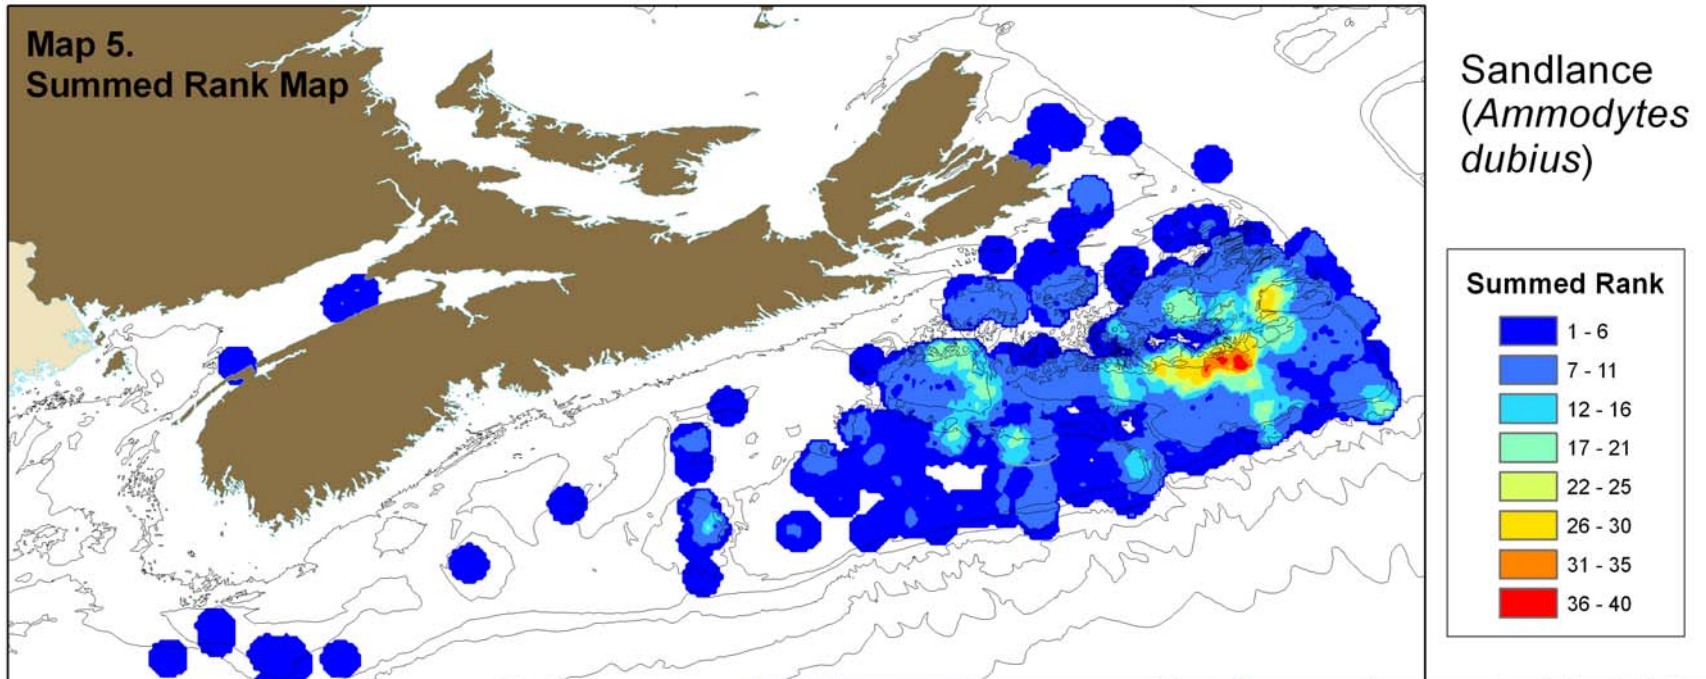 Map 5.
Summed Rank Map
Sandlance
(Ammodytes
dubius)
Summed Rank
1 - 6
7 - 11
12 - 16
17 - 21
22 - 25
26 - 30
31 - 35
36 - 40